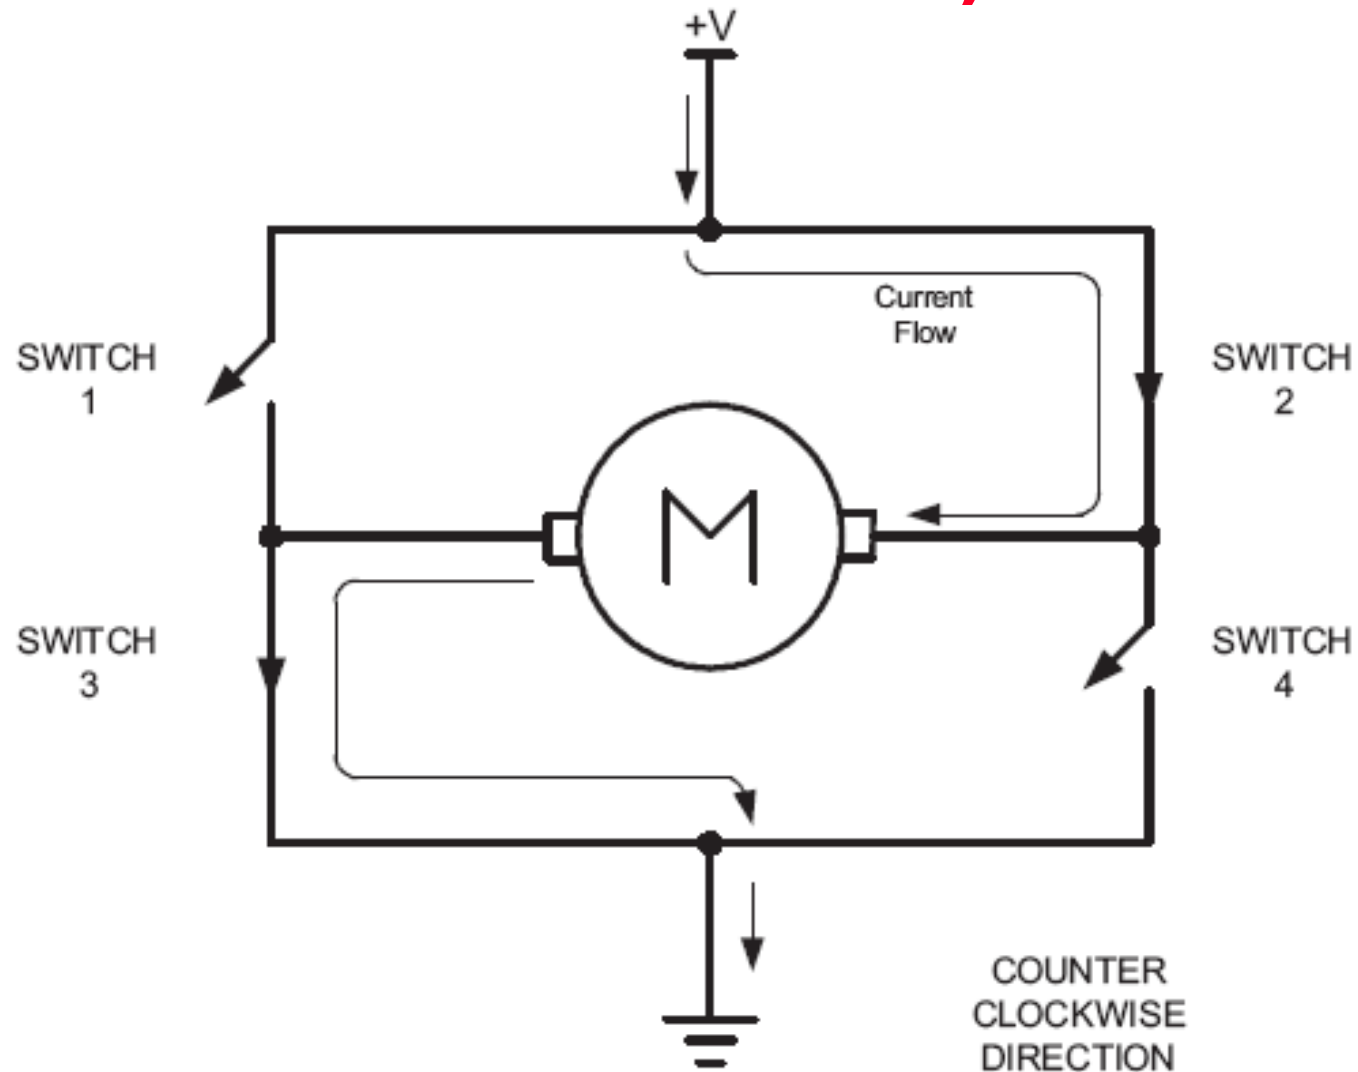 +V
Current
Flow
SWITCH
1
SWITCH
2
M
SWITCH
3
SWITCH
4
COUNTER
CLOCKWISE
DIRECTION